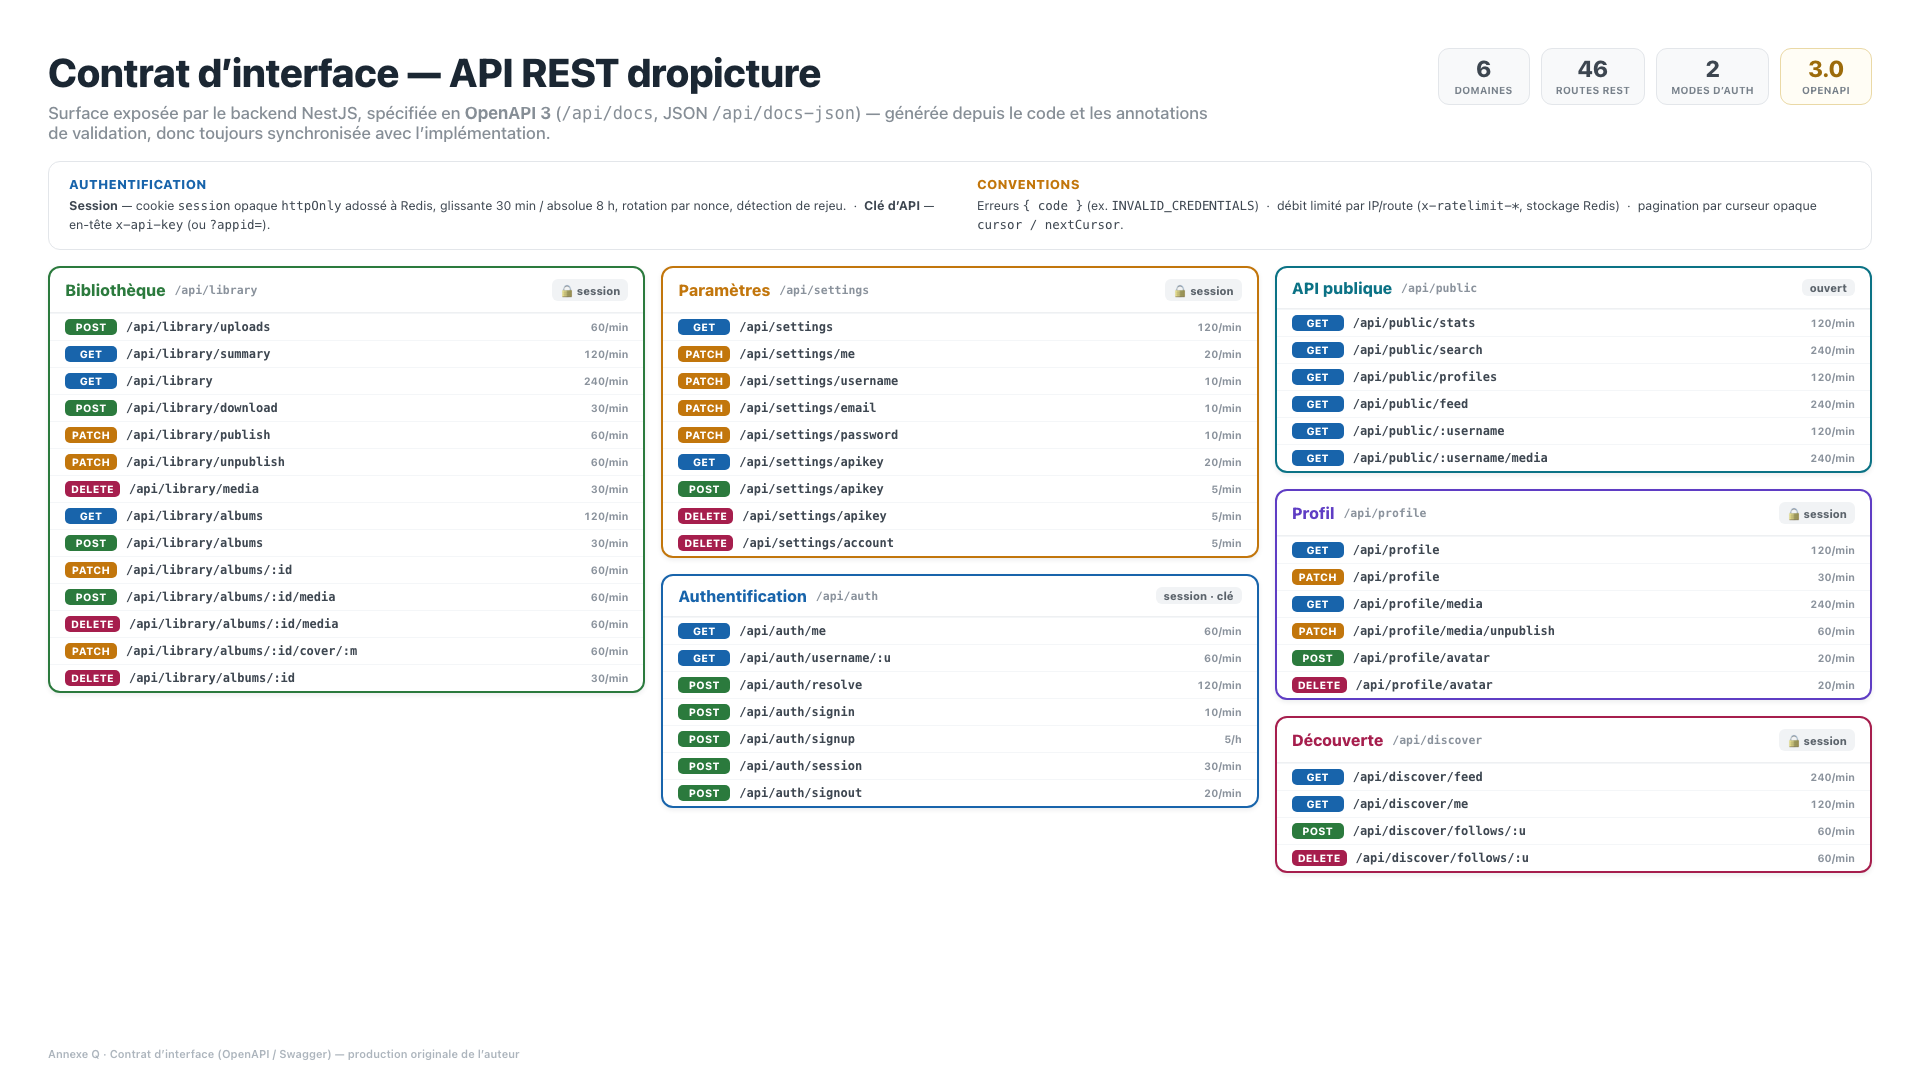 Contrat d’interface — API REST dropicture
Surface exposée par le backend NestJS, spécifiée en OpenAPI 3 (/api/docs, JSON /api/docs-json) — générée depuis le code et les annotations
de validation, donc toujours synchronisée avec l’implémentation.
6
DOMAINES
46
ROUTES REST
2
MODES D’AUTH
3.0
OPENAPI
AUTHENTIFICATION
Session — cookie session opaque httpOnly adossé à Redis, glissante 30 min / absolue 8 h, rotation par nonce, détection de rejeu. · Clé d’API —
en-tête x-api-key (ou ?appid=).
CONVENTIONS
Erreurs { code } (ex. INVALID_CREDENTIALS) · débit limité par IP/route (x-ratelimit-*, stockage Redis) · pagination par curseur opaque
cursor / nextCursor.
Bibliothèque /api/library 🔒 session
POST /api/library/uploads 60/min
GET /api/library/summary 120/min
GET /api/library 240/min
POST /api/library/download 30/min
PATCH /api/library/publish 60/min
PATCH /api/library/unpublish 60/min
DELETE /api/library/media 30/min
GET /api/library/albums 120/min
POST /api/library/albums 30/min
PATCH /api/library/albums/:id 60/min
POST /api/library/albums/:id/media 60/min
DELETE /api/library/albums/:id/media 60/min
PATCH /api/library/albums/:id/cover/:m 60/min
DELETE /api/library/albums/:id 30/min
Paramètres /api/settings 🔒 session
GET /api/settings 120/min
PATCH /api/settings/me 20/min
PATCH /api/settings/username 10/min
PATCH /api/settings/email 10/min
PATCH /api/settings/password 10/min
GET /api/settings/apikey 20/min
POST /api/settings/apikey 5/min
DELETE /api/settings/apikey 5/min
DELETE /api/settings/account 5/min
Authentification /api/auth session · clé
GET /api/auth/me 60/min
GET /api/auth/username/:u 60/min
POST /api/auth/resolve 120/min
POST /api/auth/signin 10/min
POST /api/auth/signup 5/h
POST /api/auth/session 30/min
POST /api/auth/signout 20/min
API publique /api/public ouvert
GET /api/public/stats 120/min
GET /api/public/search 240/min
GET /api/public/profiles 120/min
GET /api/public/feed 240/min
GET /api/public/:username 120/min
GET /api/public/:username/media 240/min
Profil /api/profile 🔒 session
GET /api/profile 120/min
PATCH /api/profile 30/min
GET /api/profile/media 240/min
PATCH /api/profile/media/unpublish 60/min
POST /api/profile/avatar 20/min
DELETE /api/profile/avatar 20/min
Découverte /api/discover 🔒 session
GET /api/discover/feed 240/min
GET /api/discover/me 120/min
POST /api/discover/follows/:u 60/min
DELETE /api/discover/follows/:u 60/min
Annexe Q · Contrat d’interface (OpenAPI / Swagger) — production originale de l’auteur